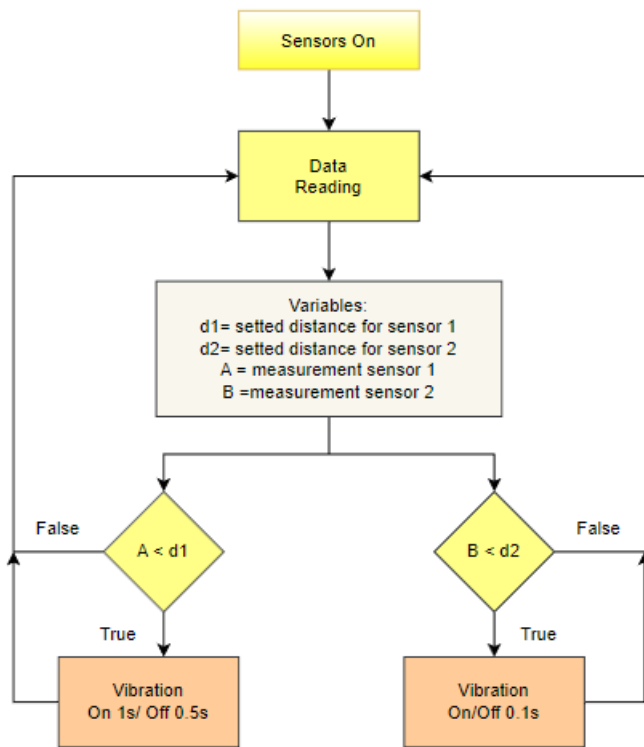 Sensors On
Data
Reading
Variables:
d1= setted distance for sensor 1
d2= setted distance for sensor 2
A = measurement sensor 1
B =measurement sensor 2
False
A < d1
B < d2
False
True
True
Vibration
On 1s/ Off 0.5s
Vibration
On/Off 0.1s